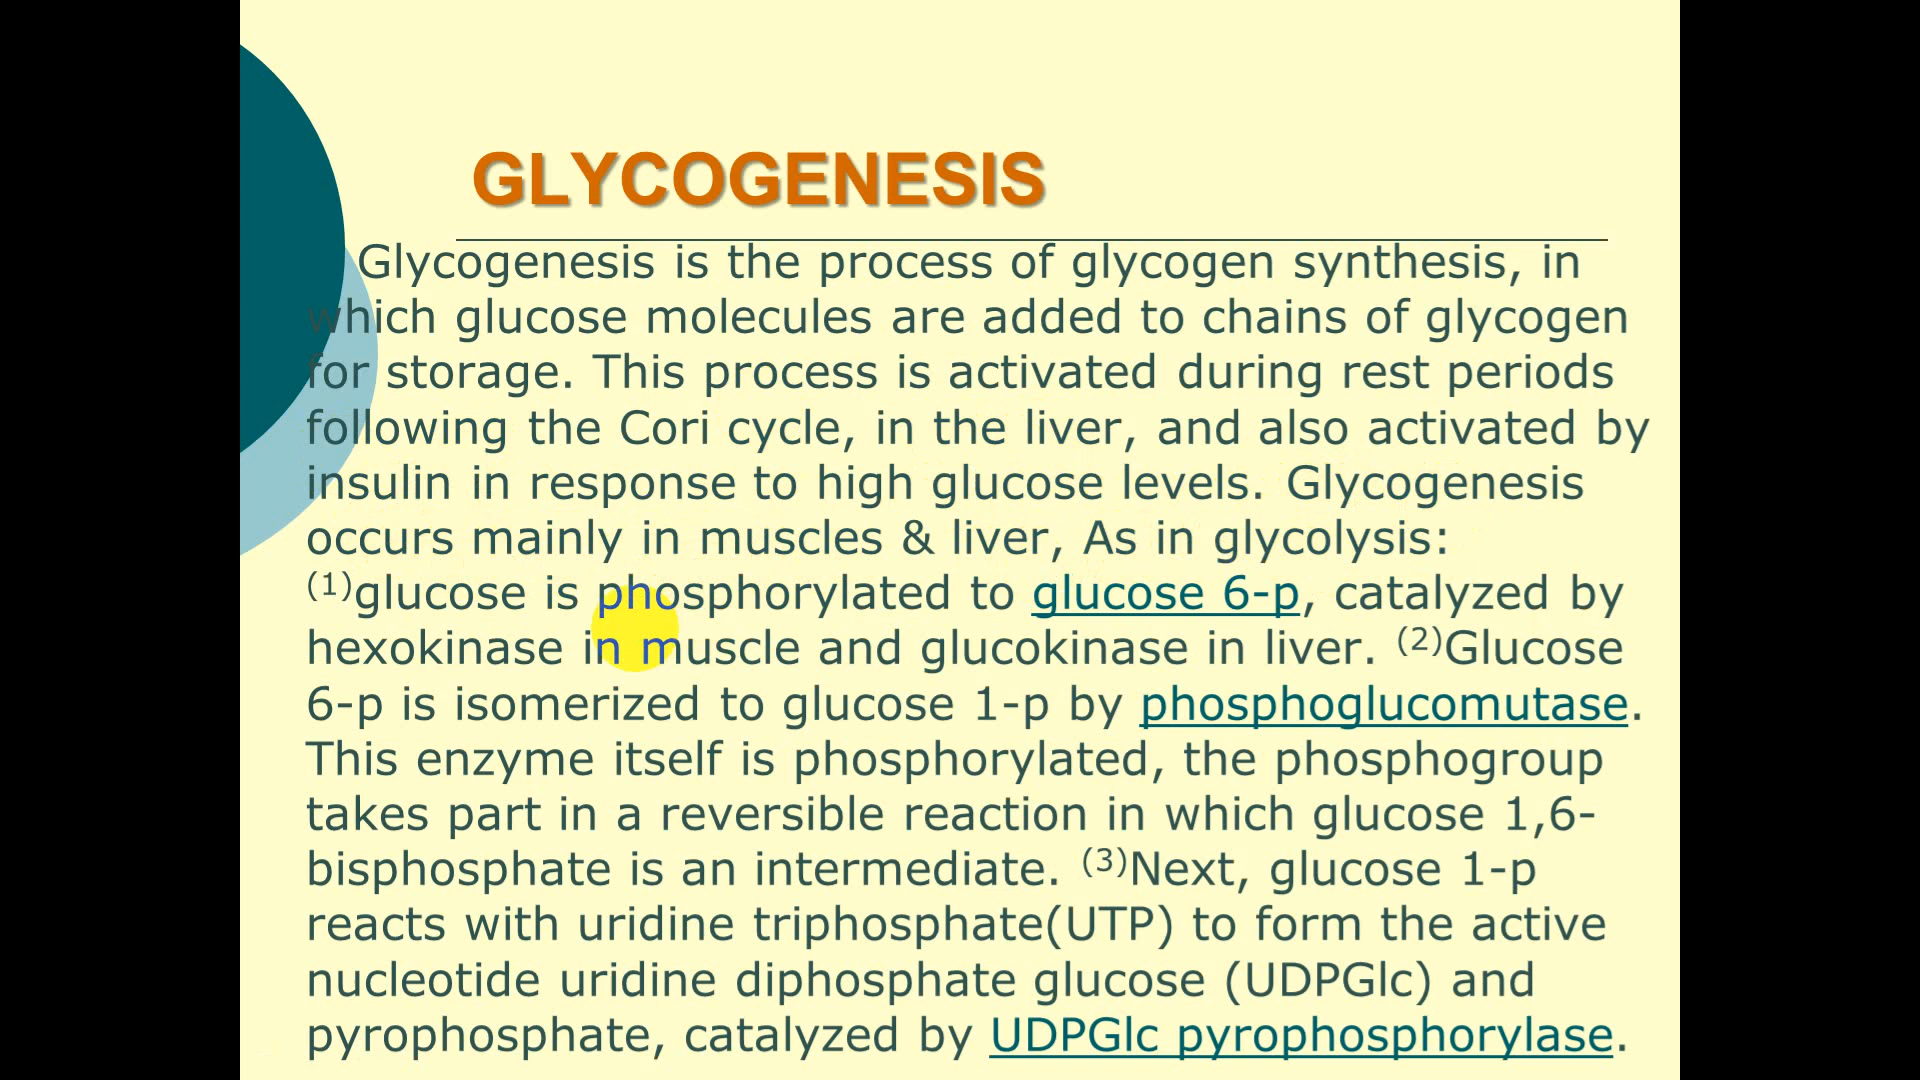 GLYCOGENESIS
Glycogenesis is the process of glycogen synthesis, in
which glucose molecules are added to chains of glycogen
for storage. This process is activated during rest periods
following the Cori cycle, in the liver, and also activated by
insulin in response to high glucose levels. Glycogenesis
occurs mainly in muscles & liver, As in glycolysis:
(1)glucose is phosphorylated to glucose 6-p, catalyzed by
hexokinase in muscle and glucokinase in liver. (2)Glucose
6-p is isomerized to glucose 1-p by phosphoglucomutase.
This enzyme itself is phosphorylated, the phosphogroup
takes part in a reversible reaction in which glucose 1,6-
bisphosphate is an intermediate. (3)Next, glucose 1-p
reacts with uridine triphosphate(UTP) to form the active
nucleotide uridine diphosphate glucose (UDPGlc) and
pyrophosphate, catalyzed by UDPGlc pyrophosphorylase.